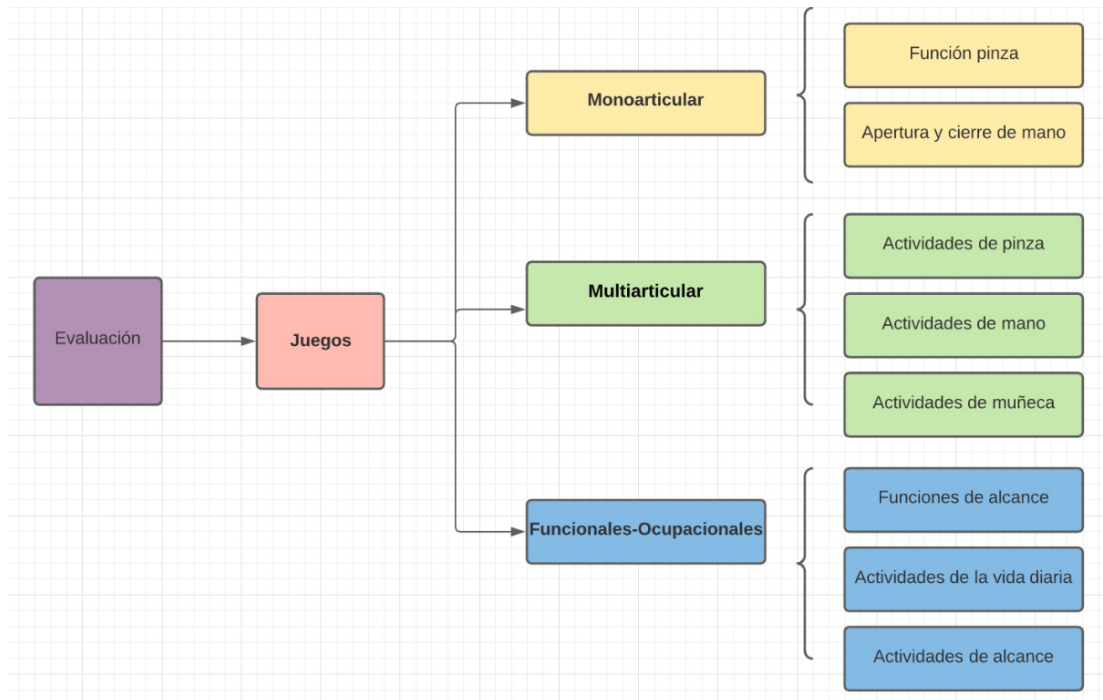 Evaluación
Juegos
Monoarticular
Función pinza
Apertura y cierre de mano
Multiarticular
Actividades de pinza
Actividades de mano
Actividades de muñeca
Funcionales-Ocupacionales
Funciones de alcance
Actividades de la vida diaria
Actividades de alcance